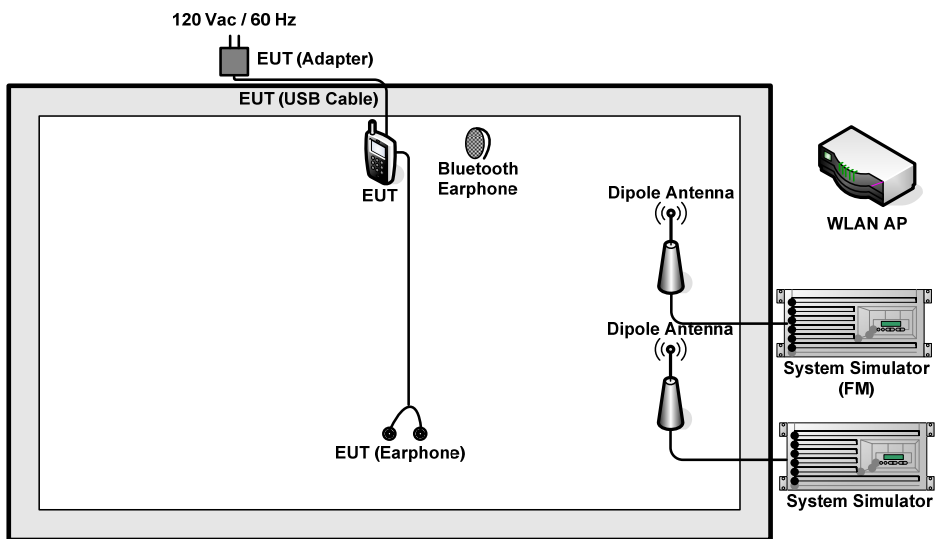 120 Vac / 60 Hz
EUT (Adapter)
EUT (USB Cable)
EUT
Bluetooth
Earphone
Dipole Antenna
WLAN AP
Dipole Antenna
System Simulator
(FM)
EUT (Earphone)
System Simulator